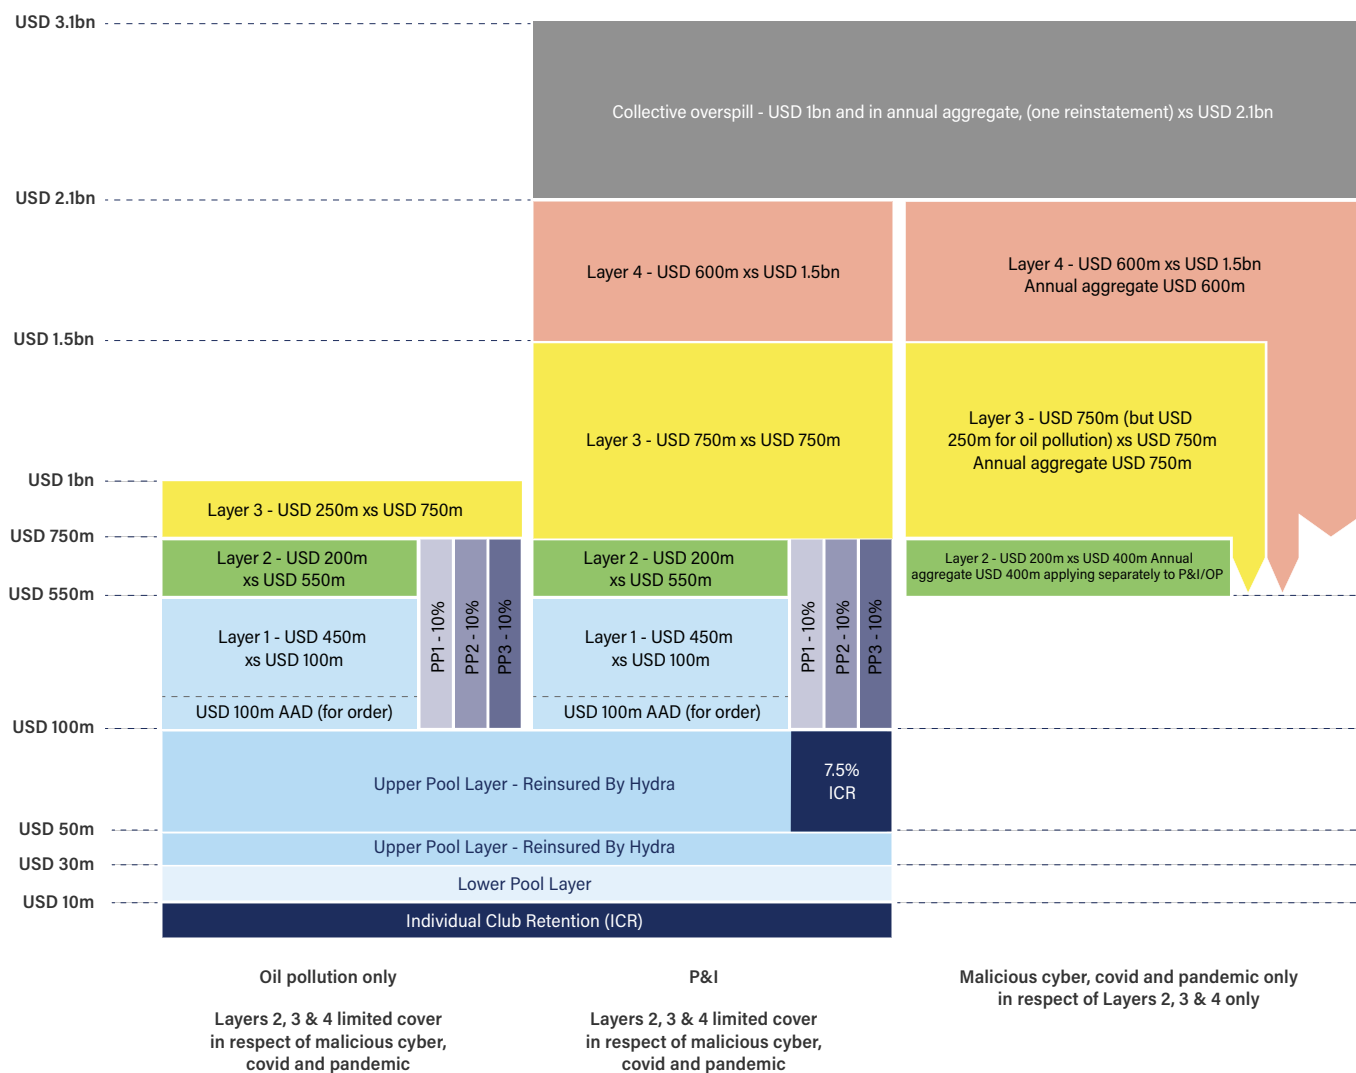 USD 3.1bn
Collective overspill - USD 1bn and in annual aggregate, (one reinstatement) xs USD 2.1bn
USD 2.1bn
Layer 4 - USD 600m xs USD 1.5bn
Layer 4 - USD 600m xs USD 1.5bn
Annual aggregate USD 600m
USD 1.5bn
Layer 3 - USD 750m xs USD 750m
Layer 3 - USD 750m (but USD
250m for oil pollution) xs USD 750m
Annual aggregate USD 750m
USD 1bn
Layer 3 - USD 250m xs USD 750m
USD 750m
Layer 2 - USD 200m
xs USD 550m
Layer 2 - USD 200m
xs USD 550m
Layer 2 - USD 200m xs USD 400m Annual
aggregate USD 400m applying separately to P&I/OP
USD 550m
Layer 1 - USD 450m
xs USD 100m
PP1 - 10%
PP2 - 10%
PP3 - 10%
Layer 1 - USD 450m
xs USD 100m
PP1 - 10%
PP2 - 10%
PP3 - 10%
USD 100m AAD (for order)
USD 100m AAD (for order)
USD 100m
Upper Pool Layer - Reinsured By Hydra
7.5%
ICR
USD 50m
Upper Pool Layer - Reinsured By Hydra
USD 30m
Lower Pool Layer
USD 10m
Individual Club Retention (ICR)
Oil pollution only
Layers 2, 3 & 4 limited cover
in respect of malicious cyber,
covid and pandemic
P&I
Layers 2, 3 & 4 limited cover
in respect of malicious cyber,
covid and pandemic
Malicious cyber, covid and pandemic only
in respect of Layers 2, 3 & 4 only